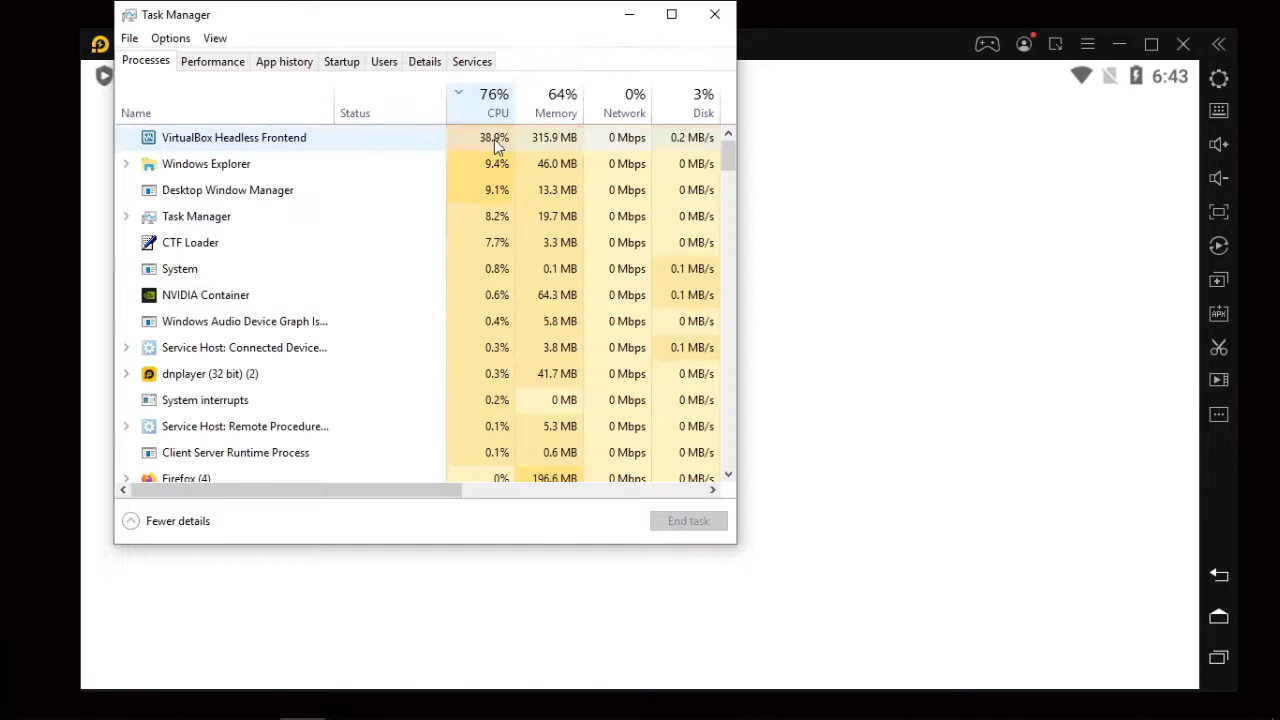 Task Manager
File Options View
Processes Performance App history Startup Users Details Services
76% 64% 0% 3%
Name Status CPU Memory Network Disk
VirtualBox Headless Frontend 38.9% 315.9 MB 0 Mbps 0.2 MB/s
Windows Explorer 9.4% 46.0 MB 0 Mbps 0 MB/s
Desktop Window Manager 9.1% 13.3 MB 0 Mbps 0 MB/s
Task Manager 8.2% 19.7 MB 0 Mbps 0 MB/s
CTF Loader 7.7% 3.3 MB 0 Mbps 0 MB/s
System 0.8% 0.1 MB 0 Mbps 0.1 MB/s
NVIDIA Container 0.6% 64.3 MB 0 Mbps 0.1 MB/s
Windows Audio Device Graph Is... 0.4% 5.8 MB 0 Mbps 0 MB/s
Service Host: Connected Device... 0.3% 3.8 MB 0 Mbps 0.1 MB/s
dnplayer (32 bit) (2) 0.3% 41.7 MB 0 Mbps 0 MB/s
System interrupts 0.2% 0 MB 0 Mbps 0 MB/s
Service Host: Remote Procedure... 0.1% 5.3 MB 0 Mbps 0 MB/s
Client Server Runtime Process 0.1% 0.6 MB 0 Mbps 0 MB/s
Firefox (4) 0% 196.6 MB 0 Mbps 0 MB/s
Fewer details End task
6:43
APK